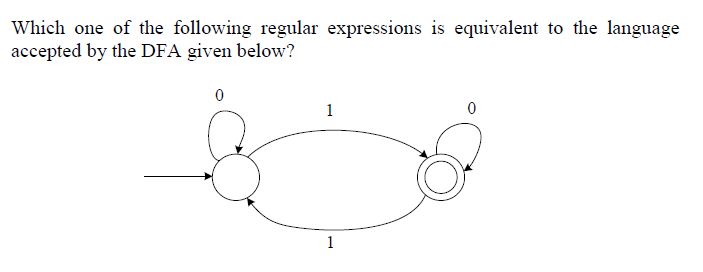 Which one of the following regular expressions is equivalent to the language
accepted by the DFA given below?
0
1
0
1